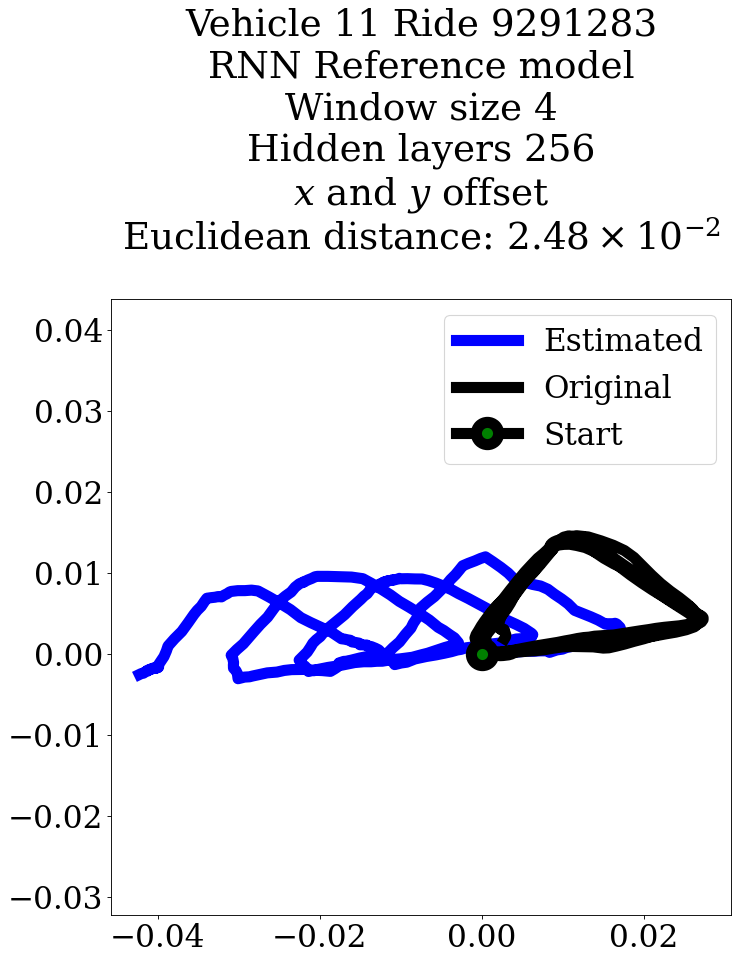 Vehicle 11 Ride 9291283
RNN Reference model
Window size 4
Hidden layers 256
x and y offset
Euclidean distance: 2.48 × 10⁻²
Estimated
Original
Start
0.04
0.03
0.02
0.01
0.00
−0.01
−0.02
−0.03
−0.04
−0.02
0.00
0.02